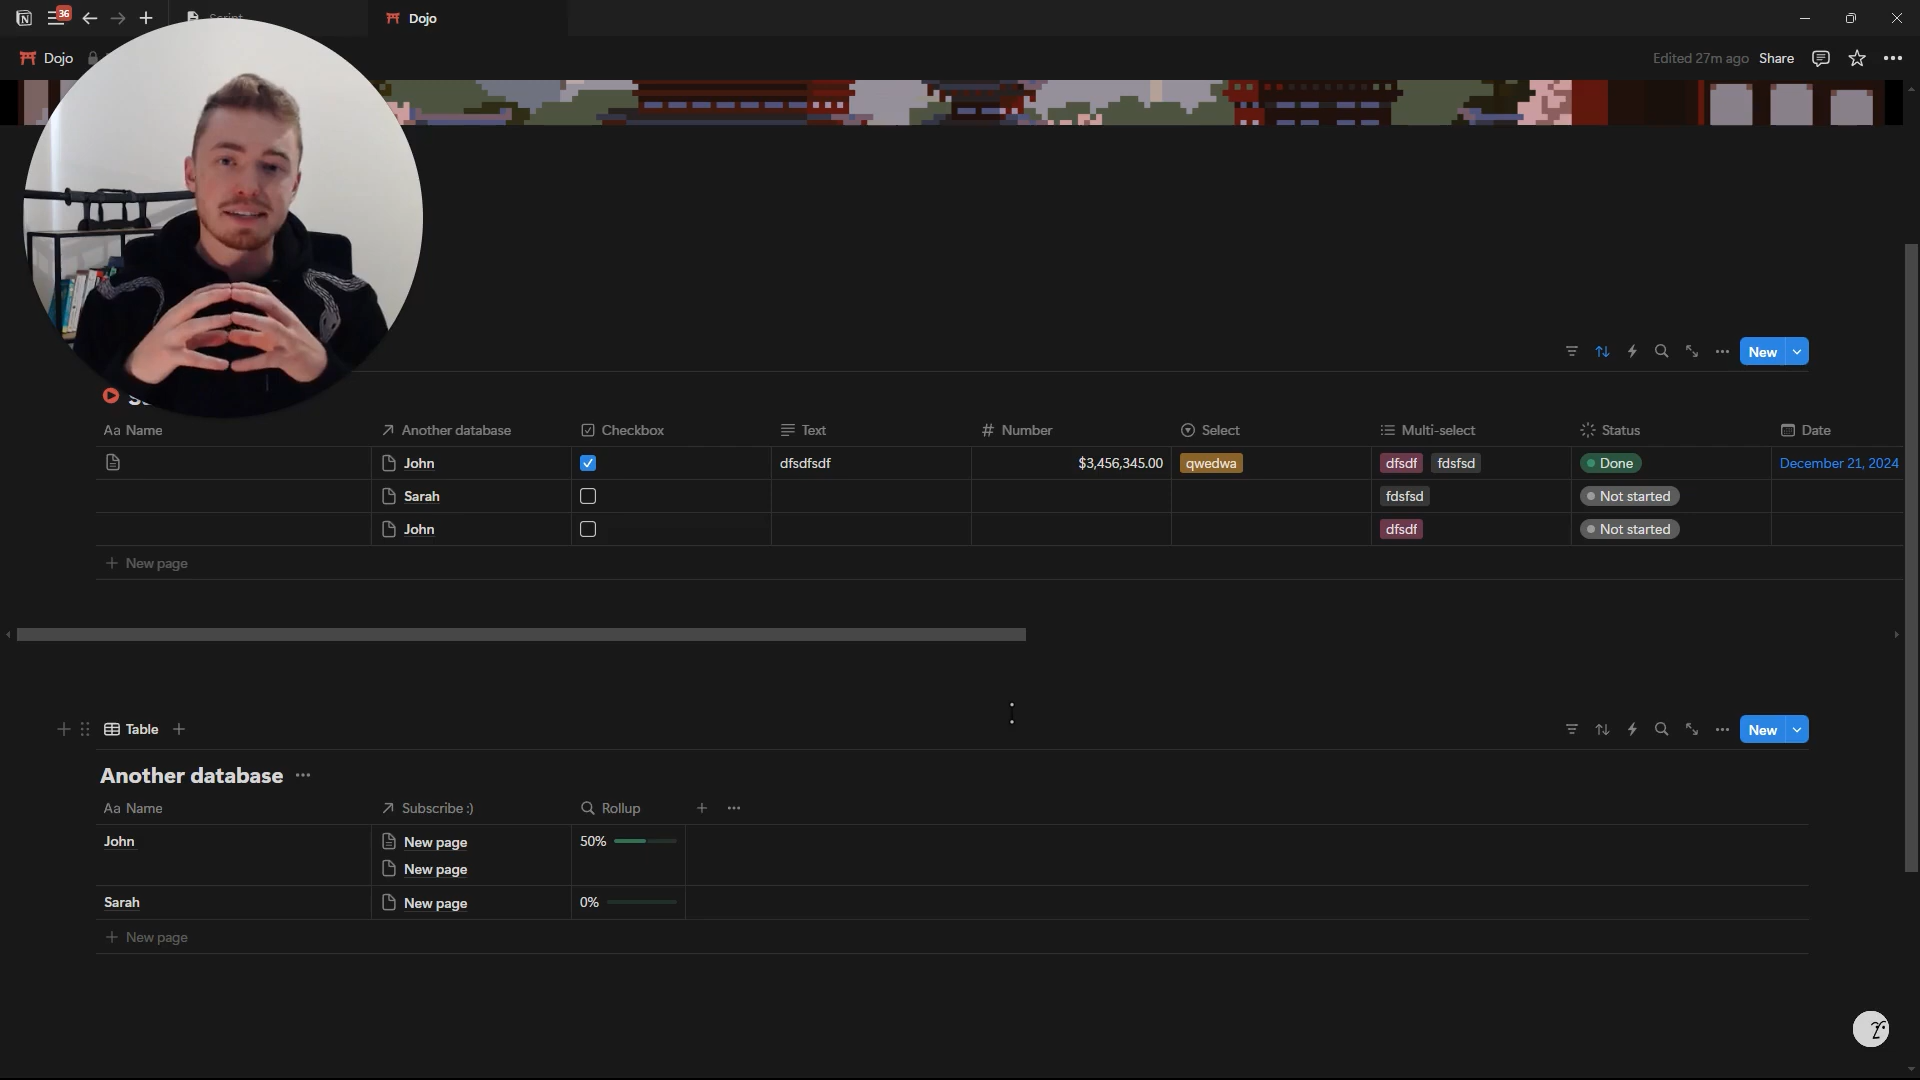 36 Dojo
Dojo Edited 27m ago Share
New
Aa Name Another database Checkbox Text # Number Select Multi-select Status Date
John dfsdfsdf $3,456,345.00 qwedwa dfsdf fdsfsd Done December 21, 2024
Sarah fdsfsd Not started
John dfsdf Not started
+ New page
Table New
Another database
Aa Name Subscribe :) Rollup
John New page 50%
New page
Sarah New page 0%
+ New page